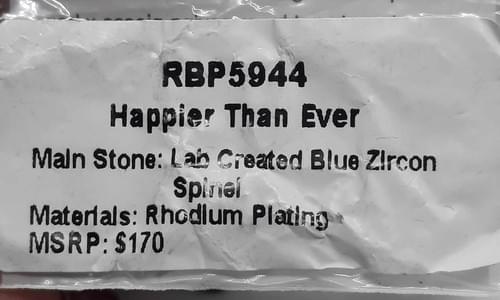 RBP5944
Happier Than Ever
Main Stone: Lab Created Blue Zircon
Spinel
Materials: Rhodium Plating
MSRP: $170